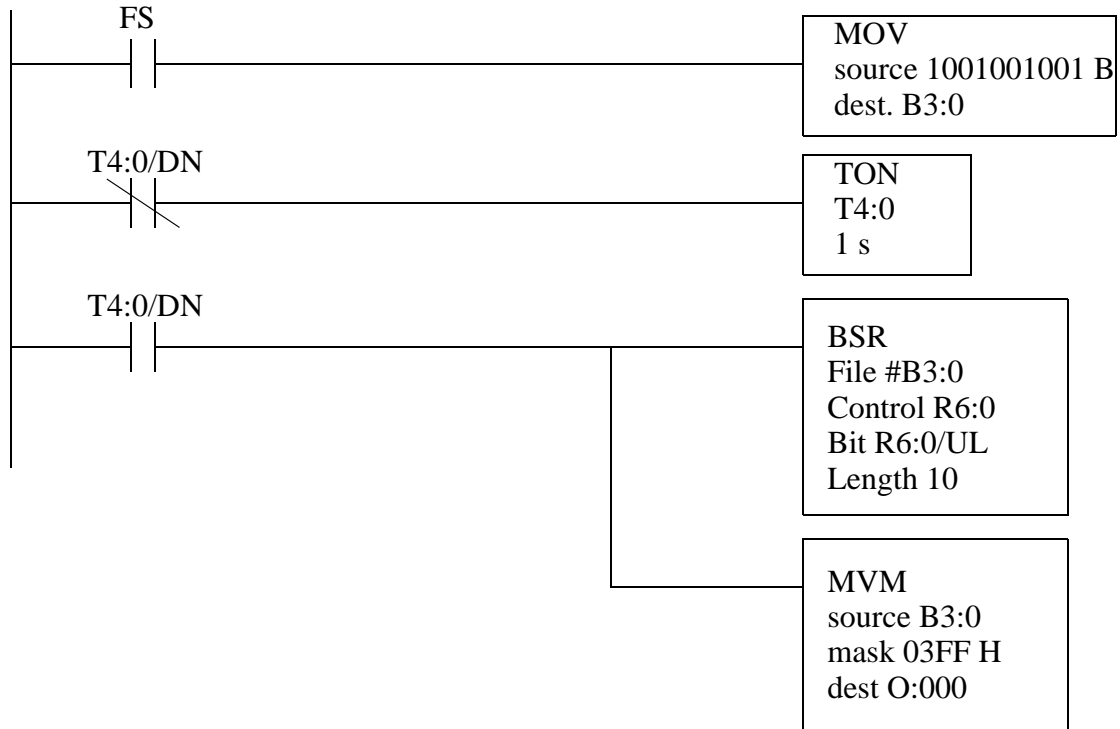 FS
MOV
source 1001001001 B
dest. B3:0
T4:0/DN
TON
T4:0
1 s
T4:0/DN
BSR
File #B3:0
Control R6:0
Bit R6:0/UL
Length 10
MVM
source B3:0
mask 03FF H
dest O:000